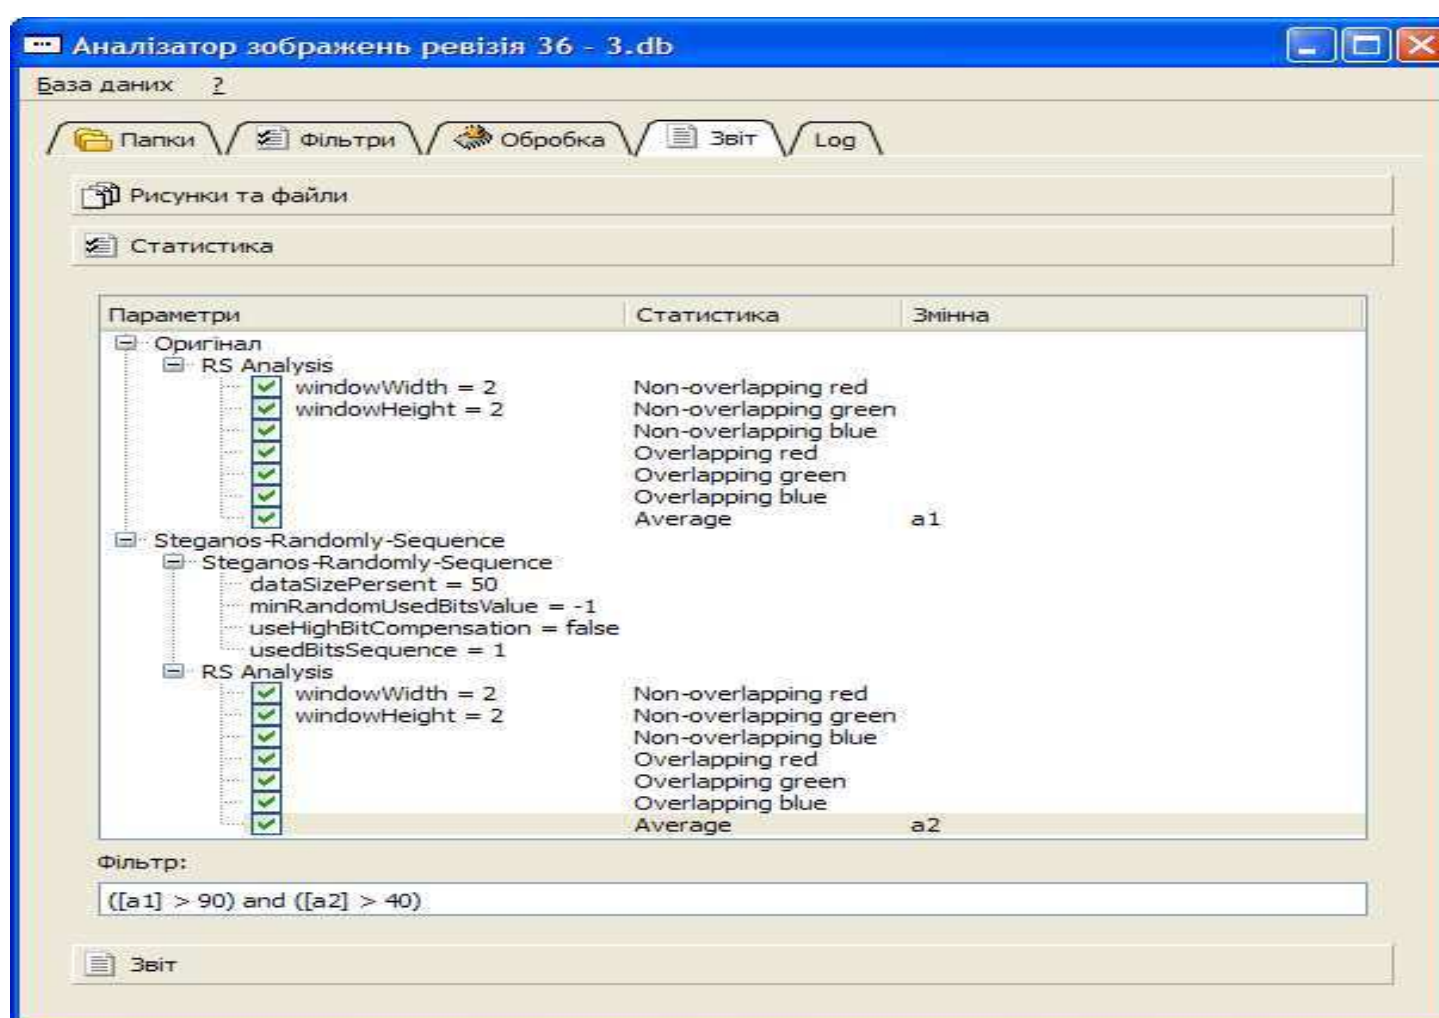 Аналізатор зображень ревізія 36 - 3.db
База даних ?
Папки Фільтри Обробка Звіт Log
Рисунки та файли
Статистика
Параметри Статистика Змінна
Оригінал
RS Analysis
windowWidth = 2 Non-overlapping red
windowHeight = 2 Non-overlapping green
Non-overlapping blue
Overlapping red
Overlapping green
Overlapping blue
Average a1
Steganos-Randomly-Sequence
Steganos-Randomly-Sequence
dataSizePersent = 50
minRandomUsedBitsValue = -1
useHighBitCompensation = false
usedBitsSequence = 1
RS Analysis
windowWidth = 2 Non-overlapping red
windowHeight = 2 Non-overlapping green
Non-overlapping blue
Overlapping red
Overlapping green
Overlapping blue
Average a2
Фільтр:
([a1] > 90) and ([a2] > 40)
Звіт